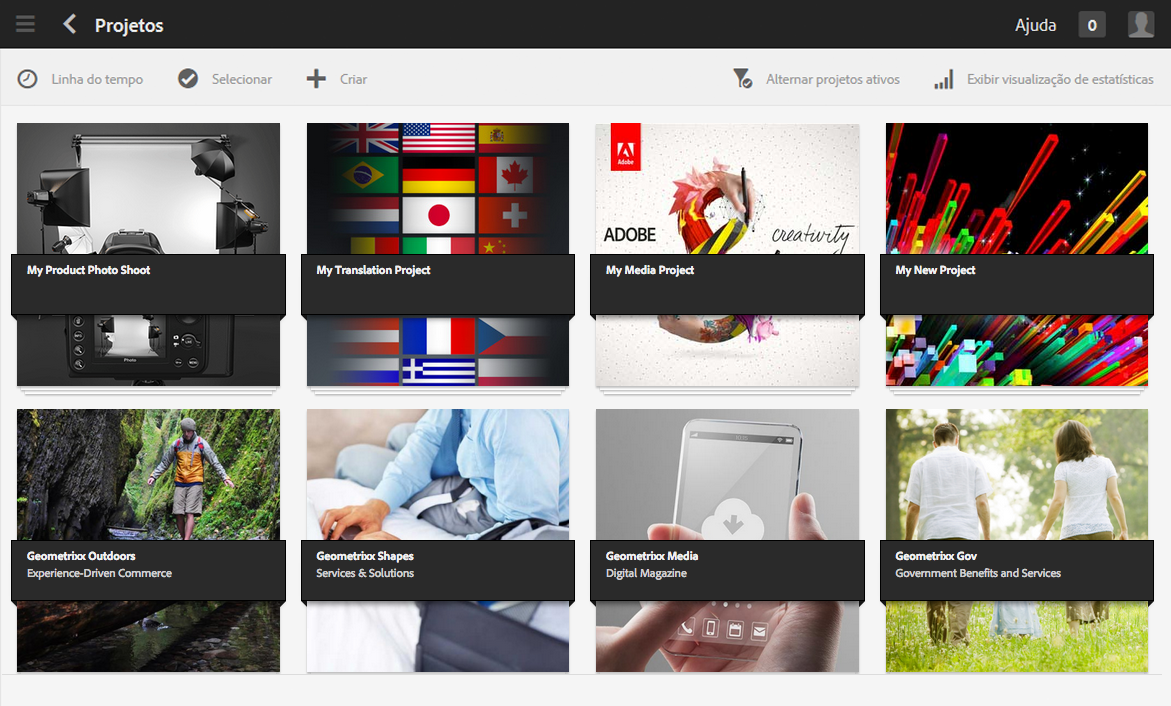 Projetos
Ajuda
0
Linha do tempo
Selecionar
Criar
Alternar projetos ativos
Exibir visualização de estatísticas
Adobe
ADOBE
creativity
My Product Photo Shoot
My Translation Project
My Media Project
My New Project
Photo
Geometrixx Outdoors
Experience-Driven Commerce
Geometrixx Shapes
Services & Solutions
Geometrixx Media
Digital Magazine
Geometrixx Gov
Government Benefits and Services